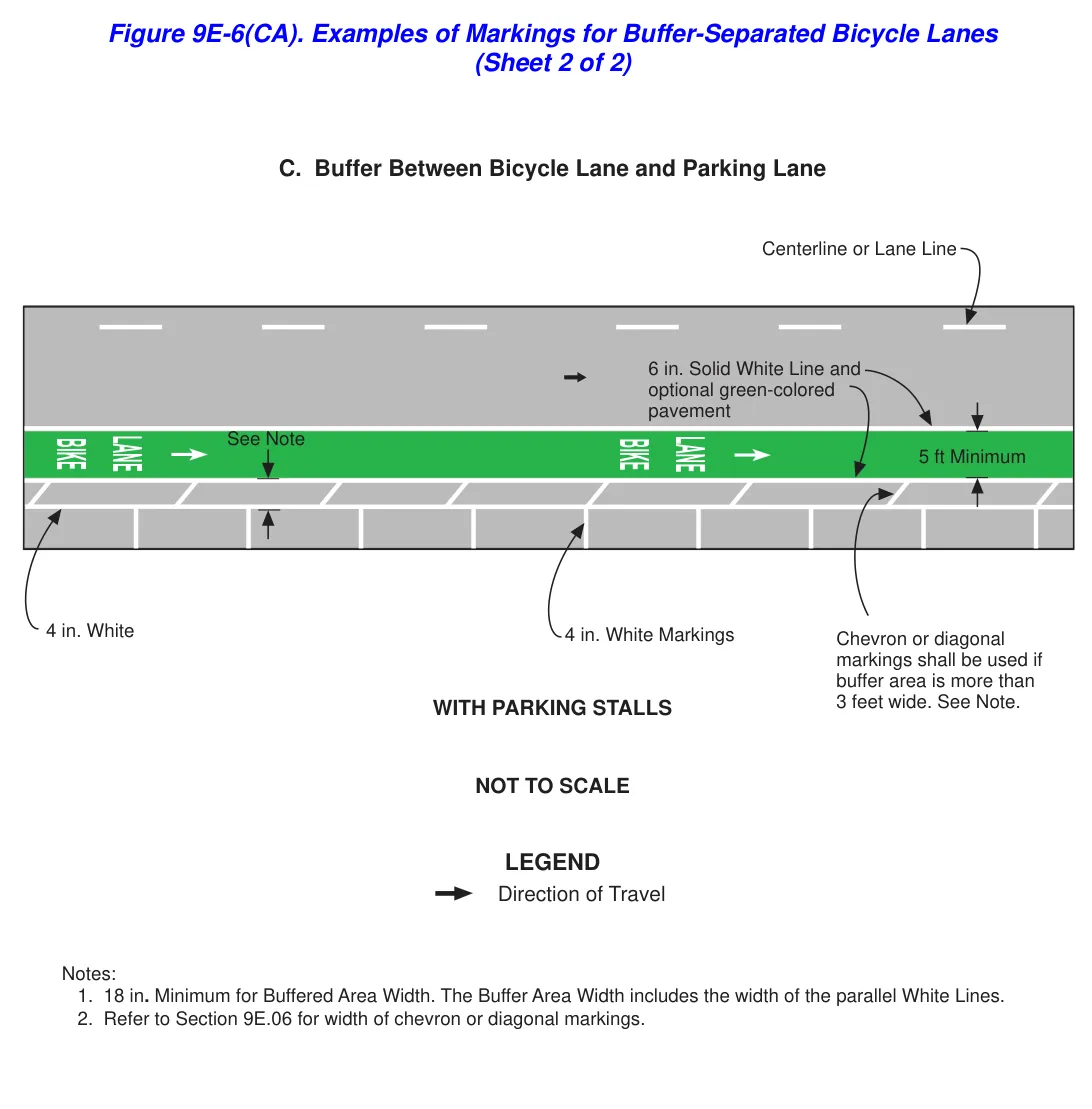 Figure 9E-6(CA). Examples of Markings for Buffer-Separated Bicycle Lanes
(Sheet 2 of 2)
C.  Buffer Between Bicycle Lane and Parking Lane
Centerline or Lane Line
6 in. Solid White Line and
optional green-colored
pavement
See Note
BIKE
LANE
BIKE
LANE
5 ft Minimum
4 in. White
4 in. White Markings
Chevron or diagonal
markings shall be used if
buffer area is more than
3 feet wide. See Note.
WITH PARKING STALLS
NOT TO SCALE
LEGEND
Direction of Travel
Notes:
1.  18 in. Minimum for Buffered Area Width. The Buffer Area Width includes the width of the parallel White Lines.
2.  Refer to Section 9E.06 for width of chevron or diagonal markings.